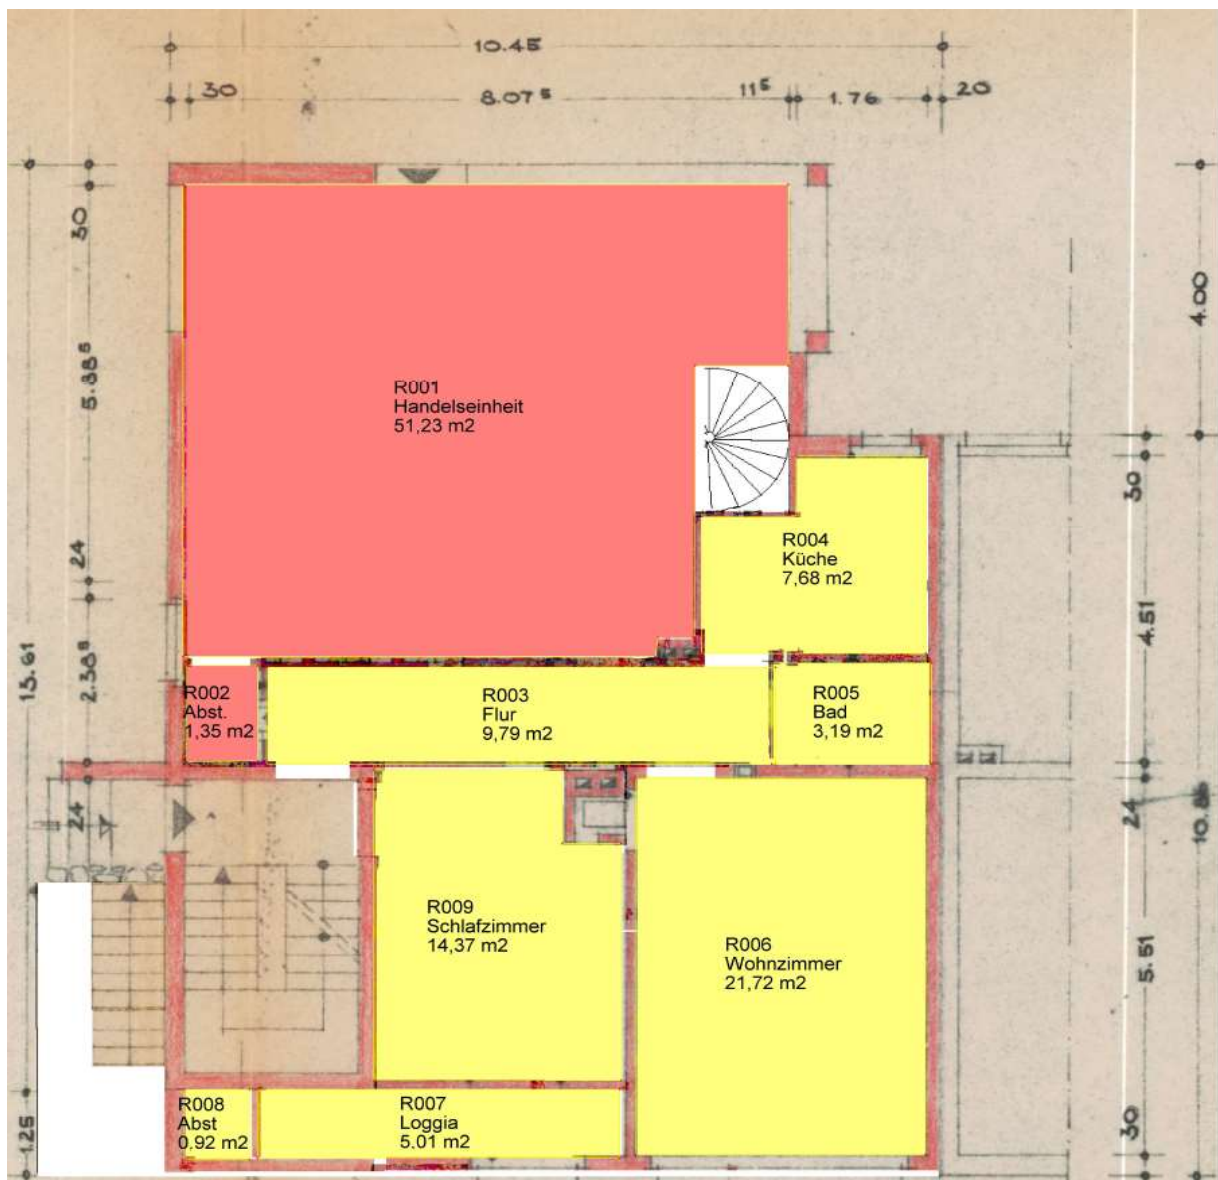 10.45
30
8.07⁵
11⁵
1.76
20
30
5.88⁵
24
2.38⁵
24
15.61
1.25
4.00
30
4.51
24
10.86
5.51
30
R001
Handelseinheit
51,23 m2
R004
Küche
7,68 m2
R002
Abst.
1,35 m2
R003
Flur
9,79 m2
R005
Bad
3,19 m2
R009
Schlafzimmer
14,37 m2
R006
Wohnzimmer
21,72 m2
R008
Abst
0.92 m2
R007
Loggia
5.01 m2